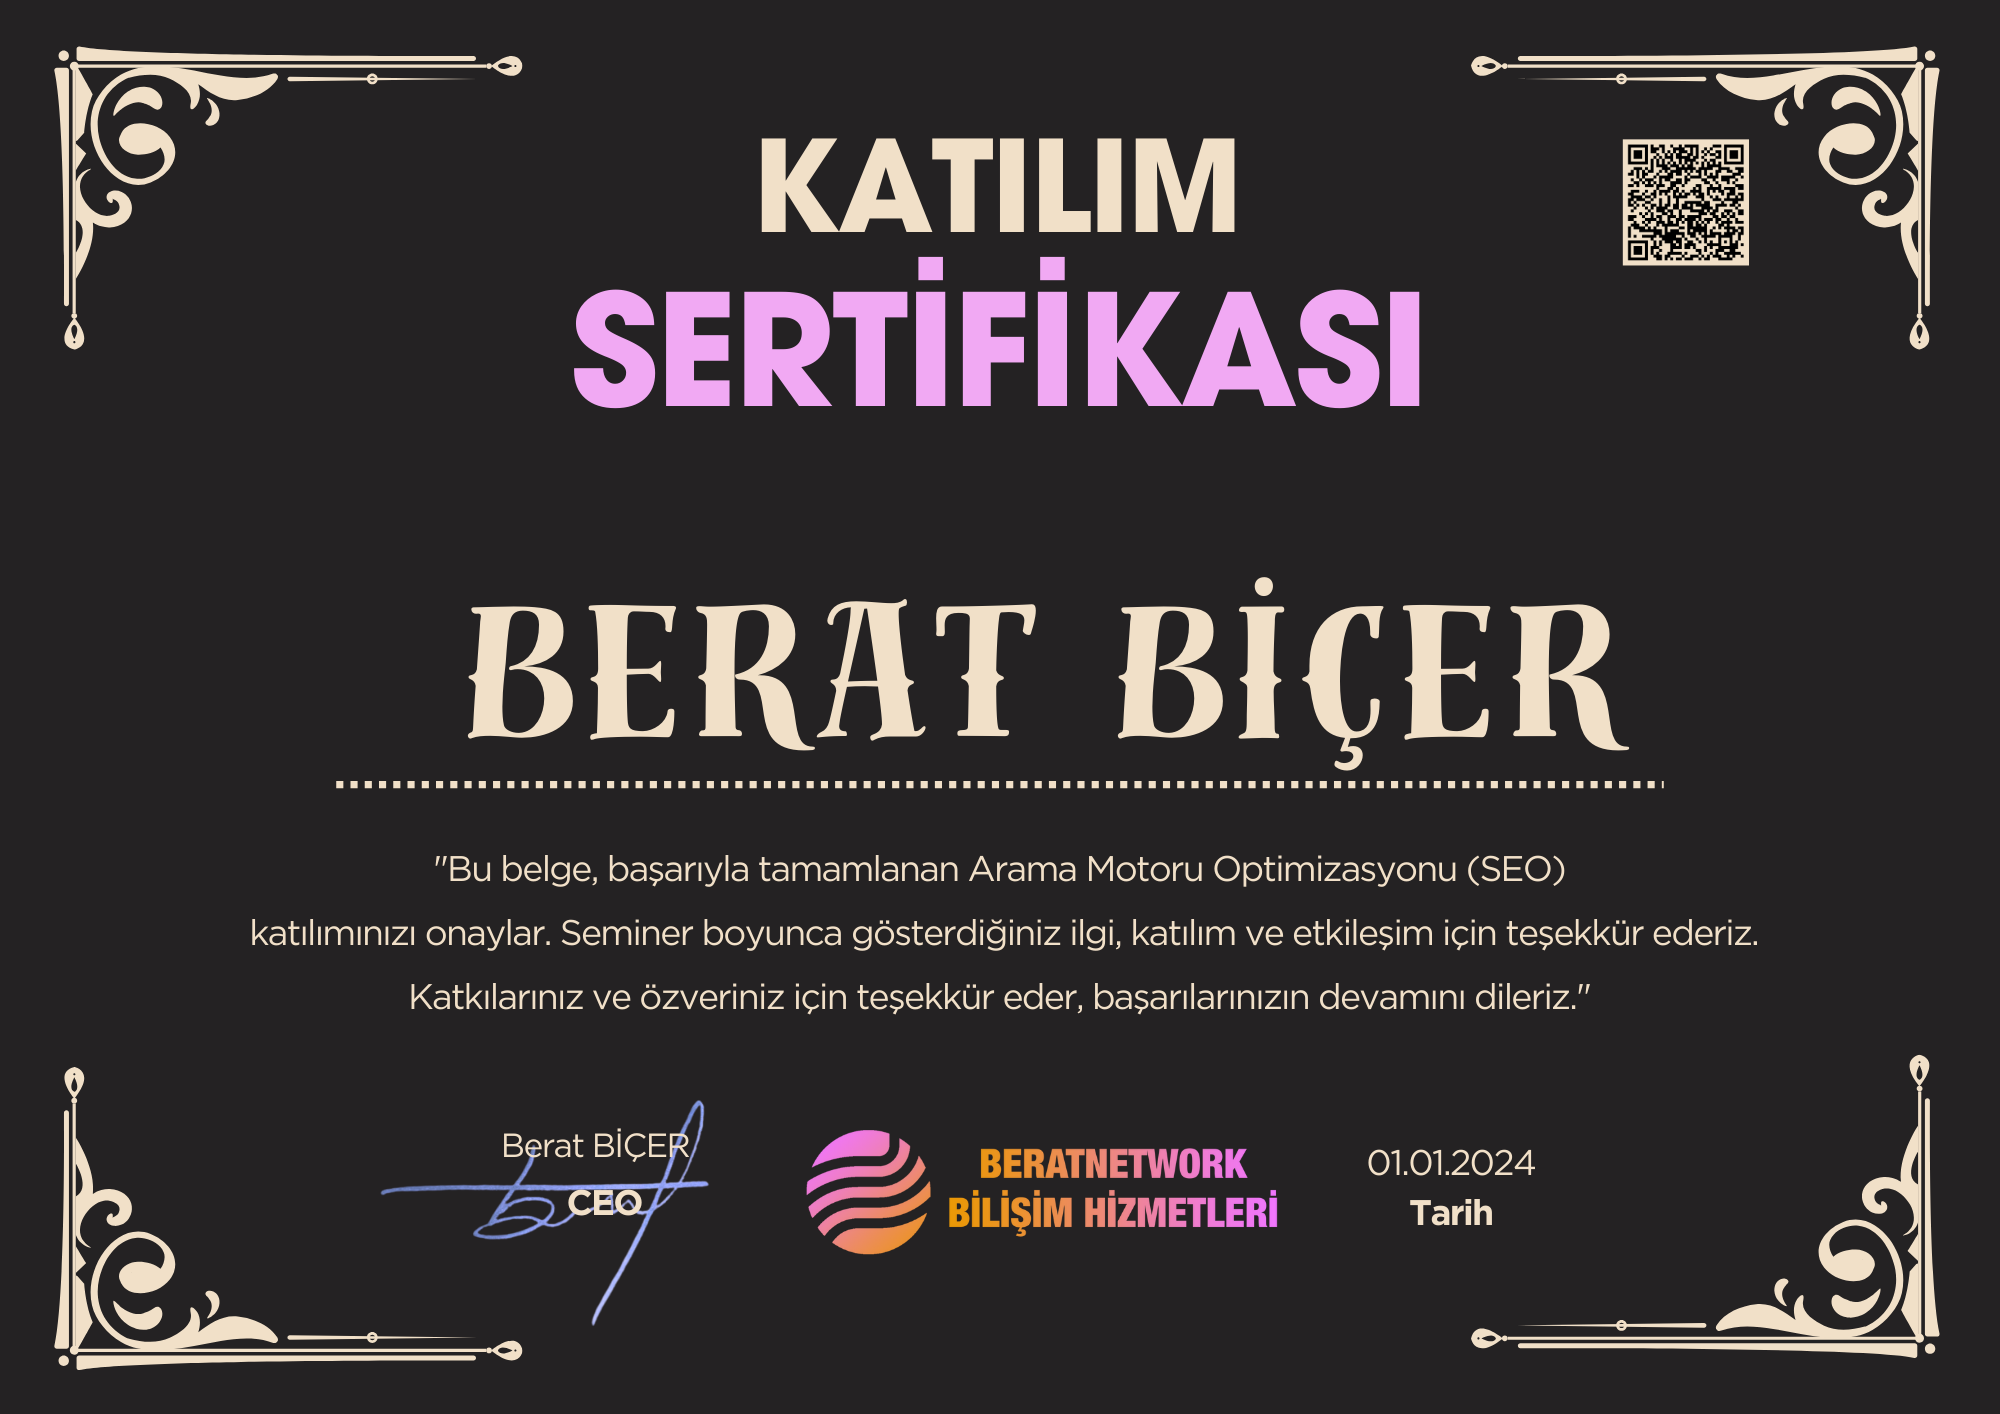 KATILIM
SERTİFİKASI
BERAT BİÇER
"Bu belge, başarıyla tamamlanan Arama Motoru Optimizasyonu (SEO)
katılımınızı onaylar. Seminer boyunca gösterdiğiniz ilgi, katılım ve etkileşim için teşekkür ederiz.
Katkılarınız ve özveriniz için teşekkür eder, başarılarınızın devamını dileriz."
Berat BİÇER
CEO
BERATNETWORK
BİLİŞİM HİZMETLERİ
01.01.2024
Tarih